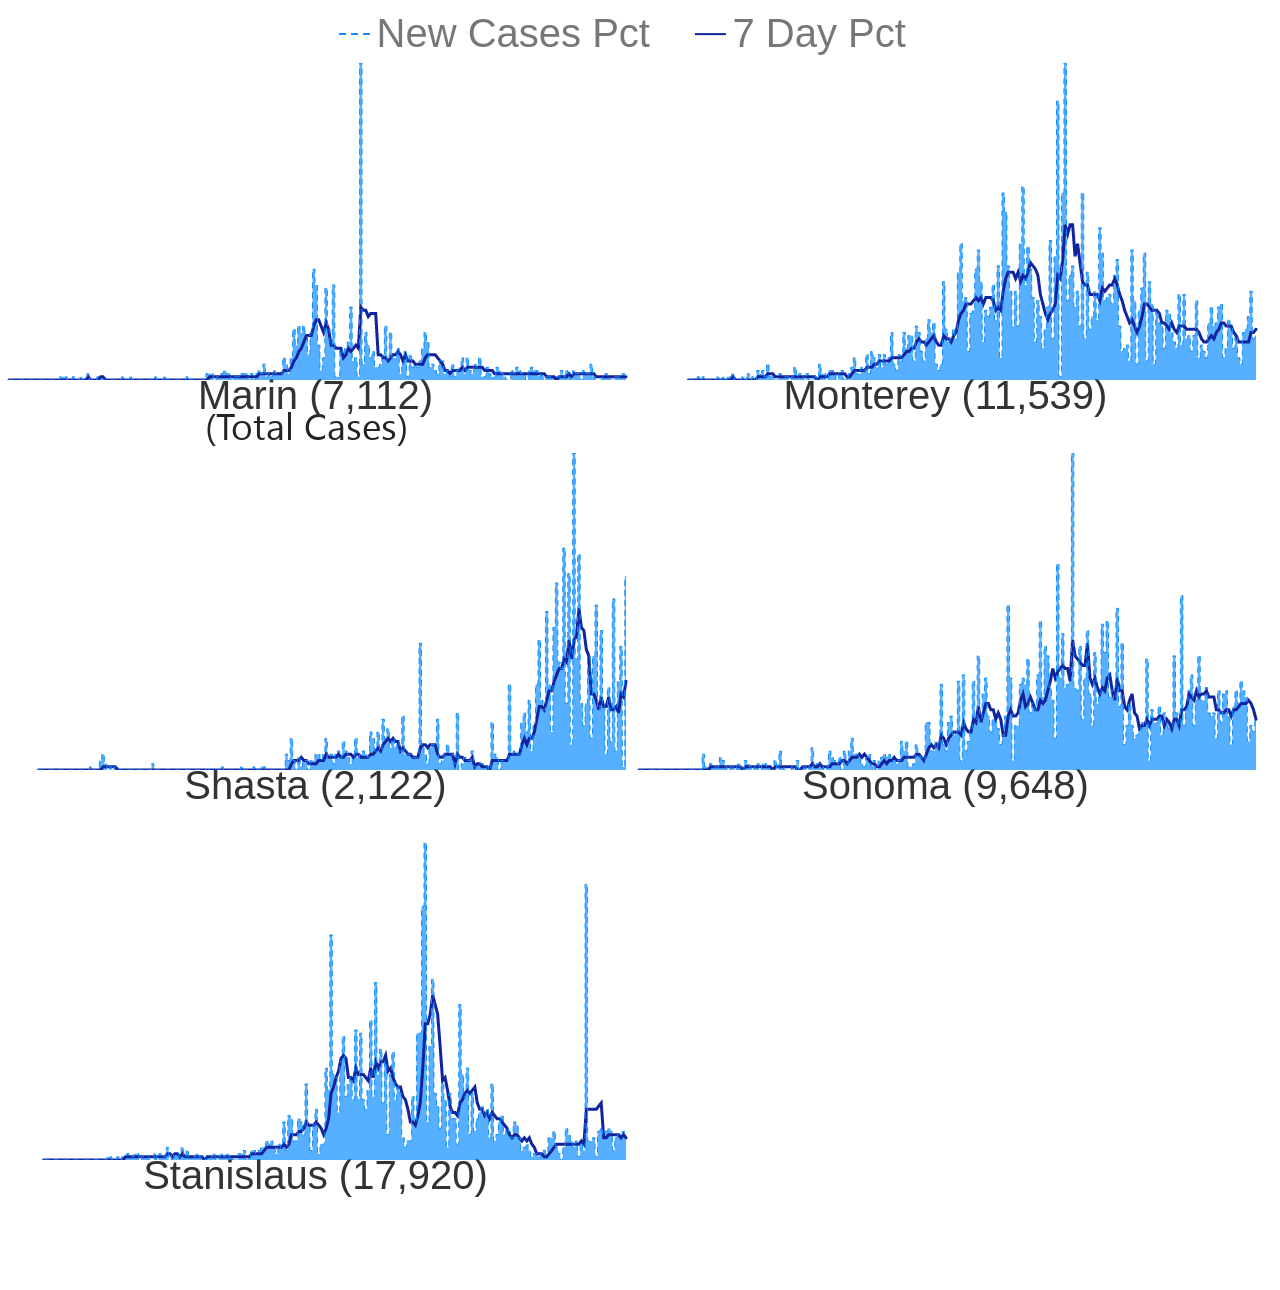 New Cases Pct 7 Day Pct
Marin (7,112) Monterey (11,539)
(Total Cases)
Shasta (2,122) Sonoma (9,648)
Stanislaus (17,920)